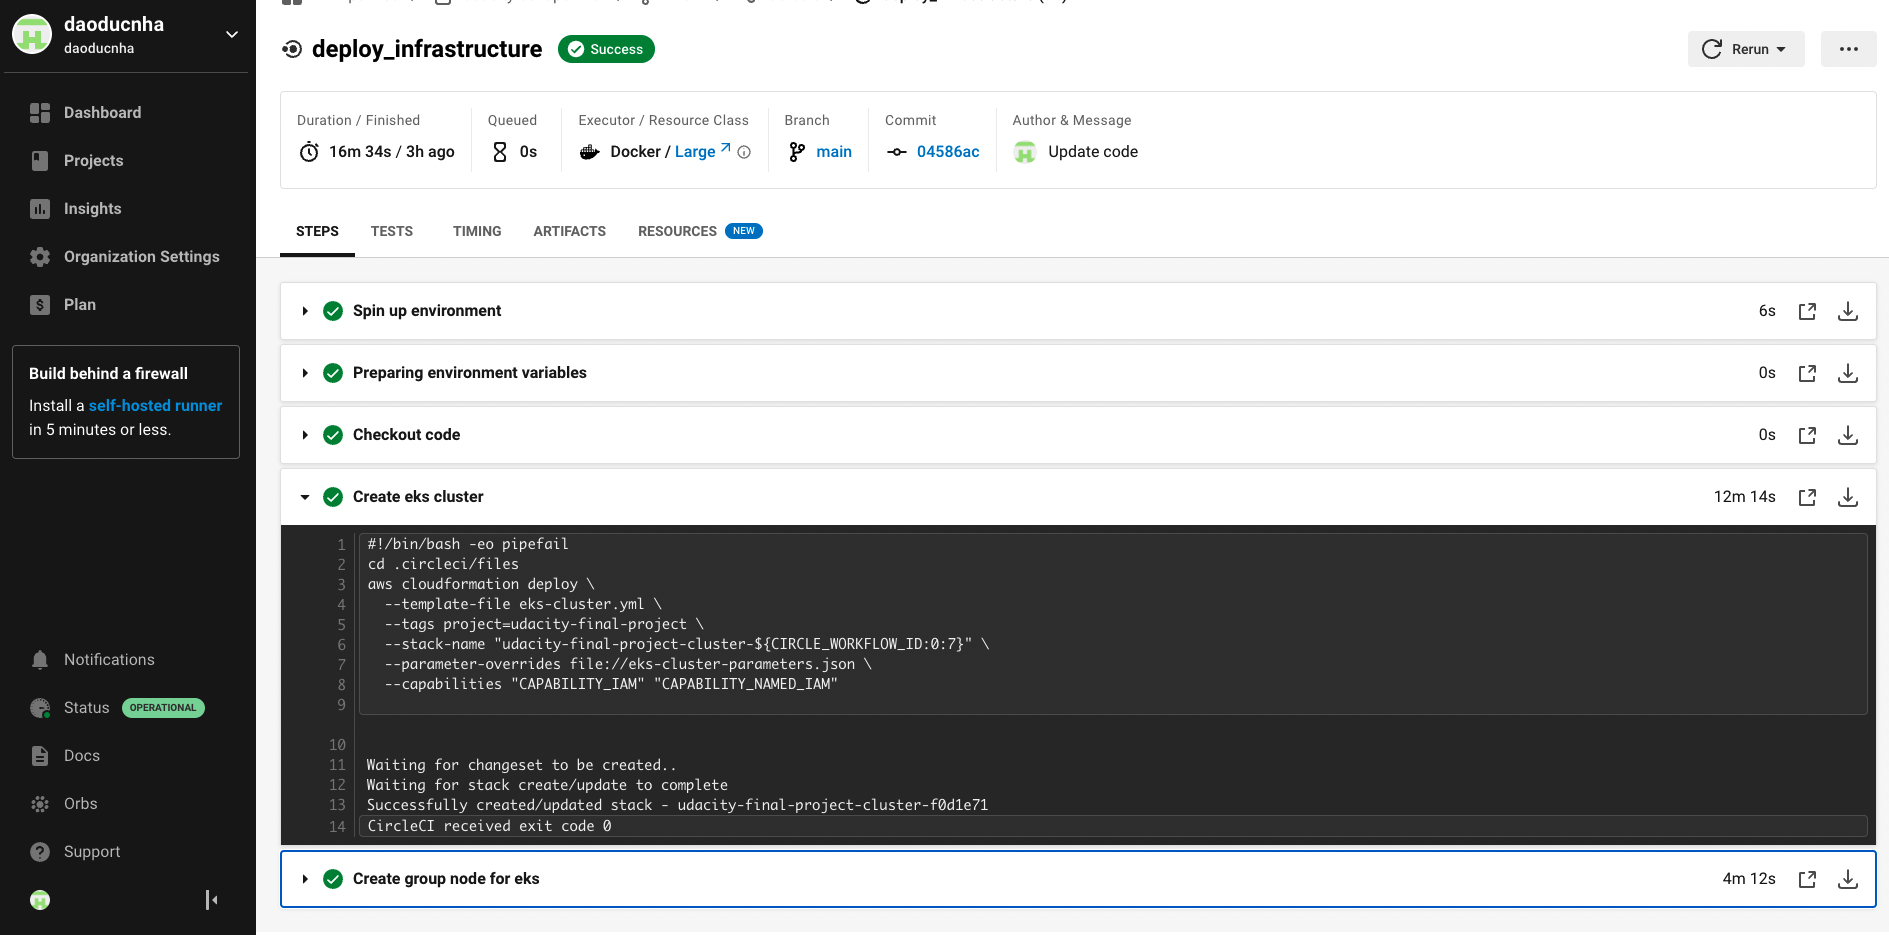 daoducnha
daoducnha
Dashboard
Projects
Insights
Organization Settings
Plan
Build behind a firewall
Install a self-hosted runner
in 5 minutes or less.
Notifications
Status OPERATIONAL
Docs
Orbs
Support
deploy_infrastructure Success
Rerun
Duration / Finished
16m 34s / 3h ago
Queued
0s
Executor / Resource Class
Docker / Large
Branch
main
Commit
04586ac
Author & Message
Update code
STEPS TESTS TIMING ARTIFACTS RESOURCES NEW
Spin up environment 6s
Preparing environment variables 0s
Checkout code 0s
Create eks cluster 12m 14s
1 #!/bin/bash -eo pipefail
2 cd .circleci/files
3 aws cloudformation deploy \
4 --template-file eks-cluster.yml \
5 --tags project=udacity-final-project \
6 --stack-name "udacity-final-project-cluster-${CIRCLE_WORKFLOW_ID:0:7}" \
7 --parameter-overrides file://eks-cluster-parameters.json \
8 --capabilities "CAPABILITY_IAM" "CAPABILITY_NAMED_IAM"
9
10
11 Waiting for changeset to be created..
12 Waiting for stack create/update to complete
13 Successfully created/updated stack - udacity-final-project-cluster-f0d1e71
14 CircleCI received exit code 0
Create group node for eks 4m 12s